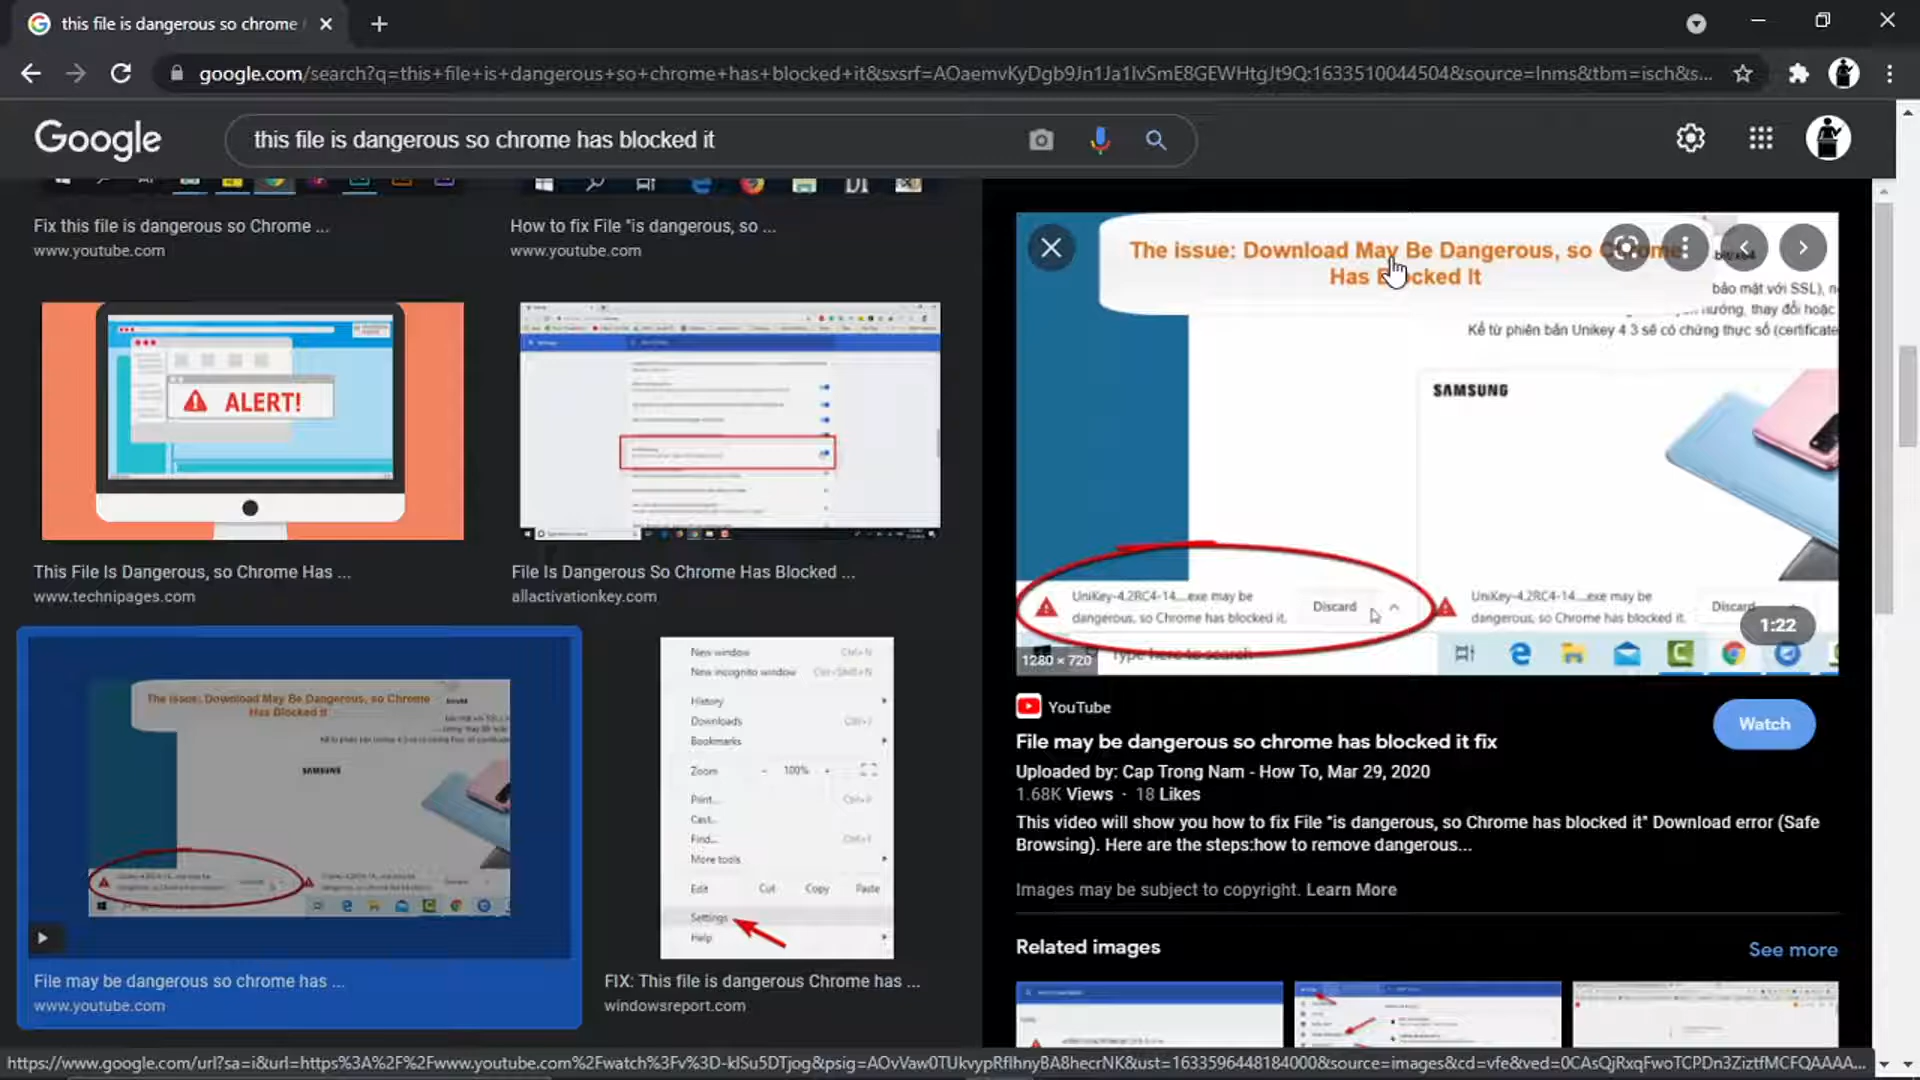 this file is dangerous so chrome
google.com/search?q=this+file+is+dangerous+so+chrome+has+blocked+it&sxsrf=AOaemvKyDgb9Jn1Ja1lvSmE8GEWHtgJt9Q:1633510044504&source=lnms&tbm=isch&s...
Google
this file is dangerous so chrome has blocked it
Fix this file is dangerous so Chrome ...
www.youtube.com
How to fix File "is dangerous, so ...
www.youtube.com
ALERT!
This File Is Dangerous, so Chrome Has ...
www.technipages.com
File Is Dangerous So Chrome Has Blocked ...
allactivationkey.com
The issue: Download May Be Dangerous, so Chrome
Has Blocked It
SAMSUNG
File may be dangerous so chrome has ...
www.youtube.com
New window Ctrl+N
New incognito window Ctrl+Shift+N
History
Downloads Ctrl+J
Bookmarks
Zoom - 100% +
Print... Ctrl+P
Cast...
Find... Ctrl+F
More tools
Edit Cut Copy Paste
Settings
Help
FIX: This file is dangerous Chrome has ...
windowsreport.com
The issue: Download May Be Dangerous, so Chrome
Has Blocked It
bảo mật với SSL), n
hướng, thay đổi hoặc
Kể từ phiên bản Unikey 4.3 sẽ có chứng thực số (certificate
SAMSUNG
UniKey-4.2RC4-14....exe may be
dangerous, so Chrome has blocked it.
Discard
UniKey-4.2RC4-14....exe may be
dangerous, so Chrome has blocked it.
Discard
1:22
1280 × 720
Type here to search
YouTube
Watch
File may be dangerous so chrome has blocked it fix
Uploaded by: Cap Trong Nam - How To, Mar 29, 2020
1.68K Views · 18 Likes
This video will show you how to fix File "is dangerous, so Chrome has blocked it" Download error (Safe
Browsing). Here are the steps:how to remove dangerous...
Images may be subject to copyright. Learn More
Related images
See more
https://www.google.com/url?sa=i&url=https%3A%2F%2Fwww.youtube.com%2Fwatch%3Fv%3D-klSu5DTjog&psig=AOvVaw0TUkvypRflhnyBA8hecrNK&ust=1633596448184000&source=images&cd=vfe&ved=0CAsQjRxqFwoTCPDn3ZiztfMCFQAAAA...